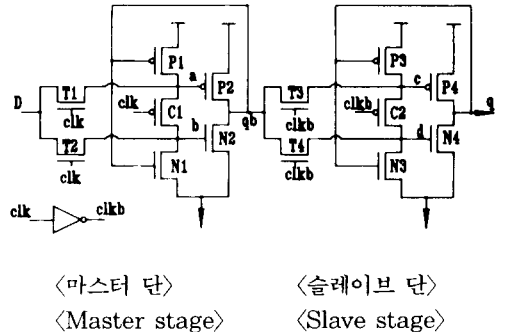 P1 P3
T1 a P2 T3 c P4
D clk clk C1 qb clkb clkb C2 q
T2 b N2 T4 d N4
clk N1 clkb N3
clk clkb
〈마스터 단〉 〈슬레이브 단〉
〈Master stage〉 〈Slave stage〉